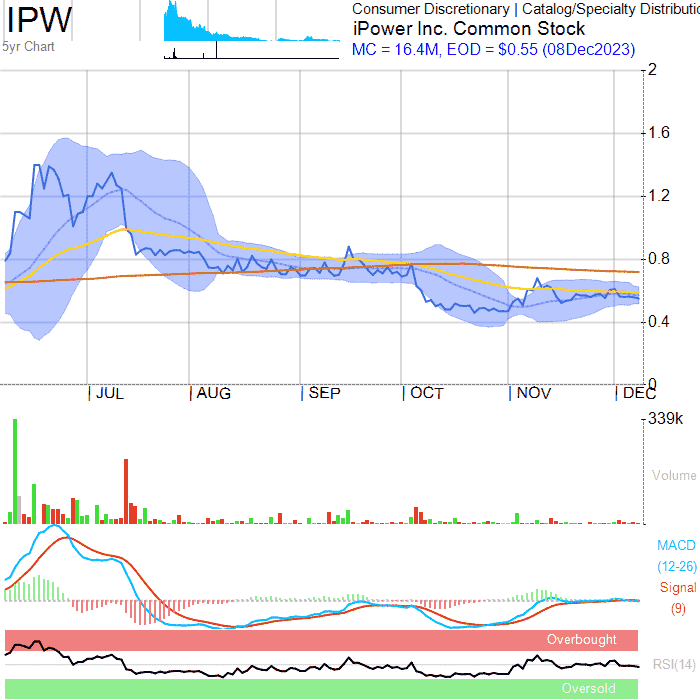 IPW
5yr Chart
Consumer Discretionary | Catalog/Specialty Distributio
iPower Inc. Common Stock
MC = 16.4M, EOD = $0.55 (08Dec2023)
2
1.6
1.2
0.8
0.4
0
JUL AUG SEP OCT NOV DEC
339k
Volume
MACD
(12-26)
Signal
(9)
Overbought
RSI(14)
Oversold